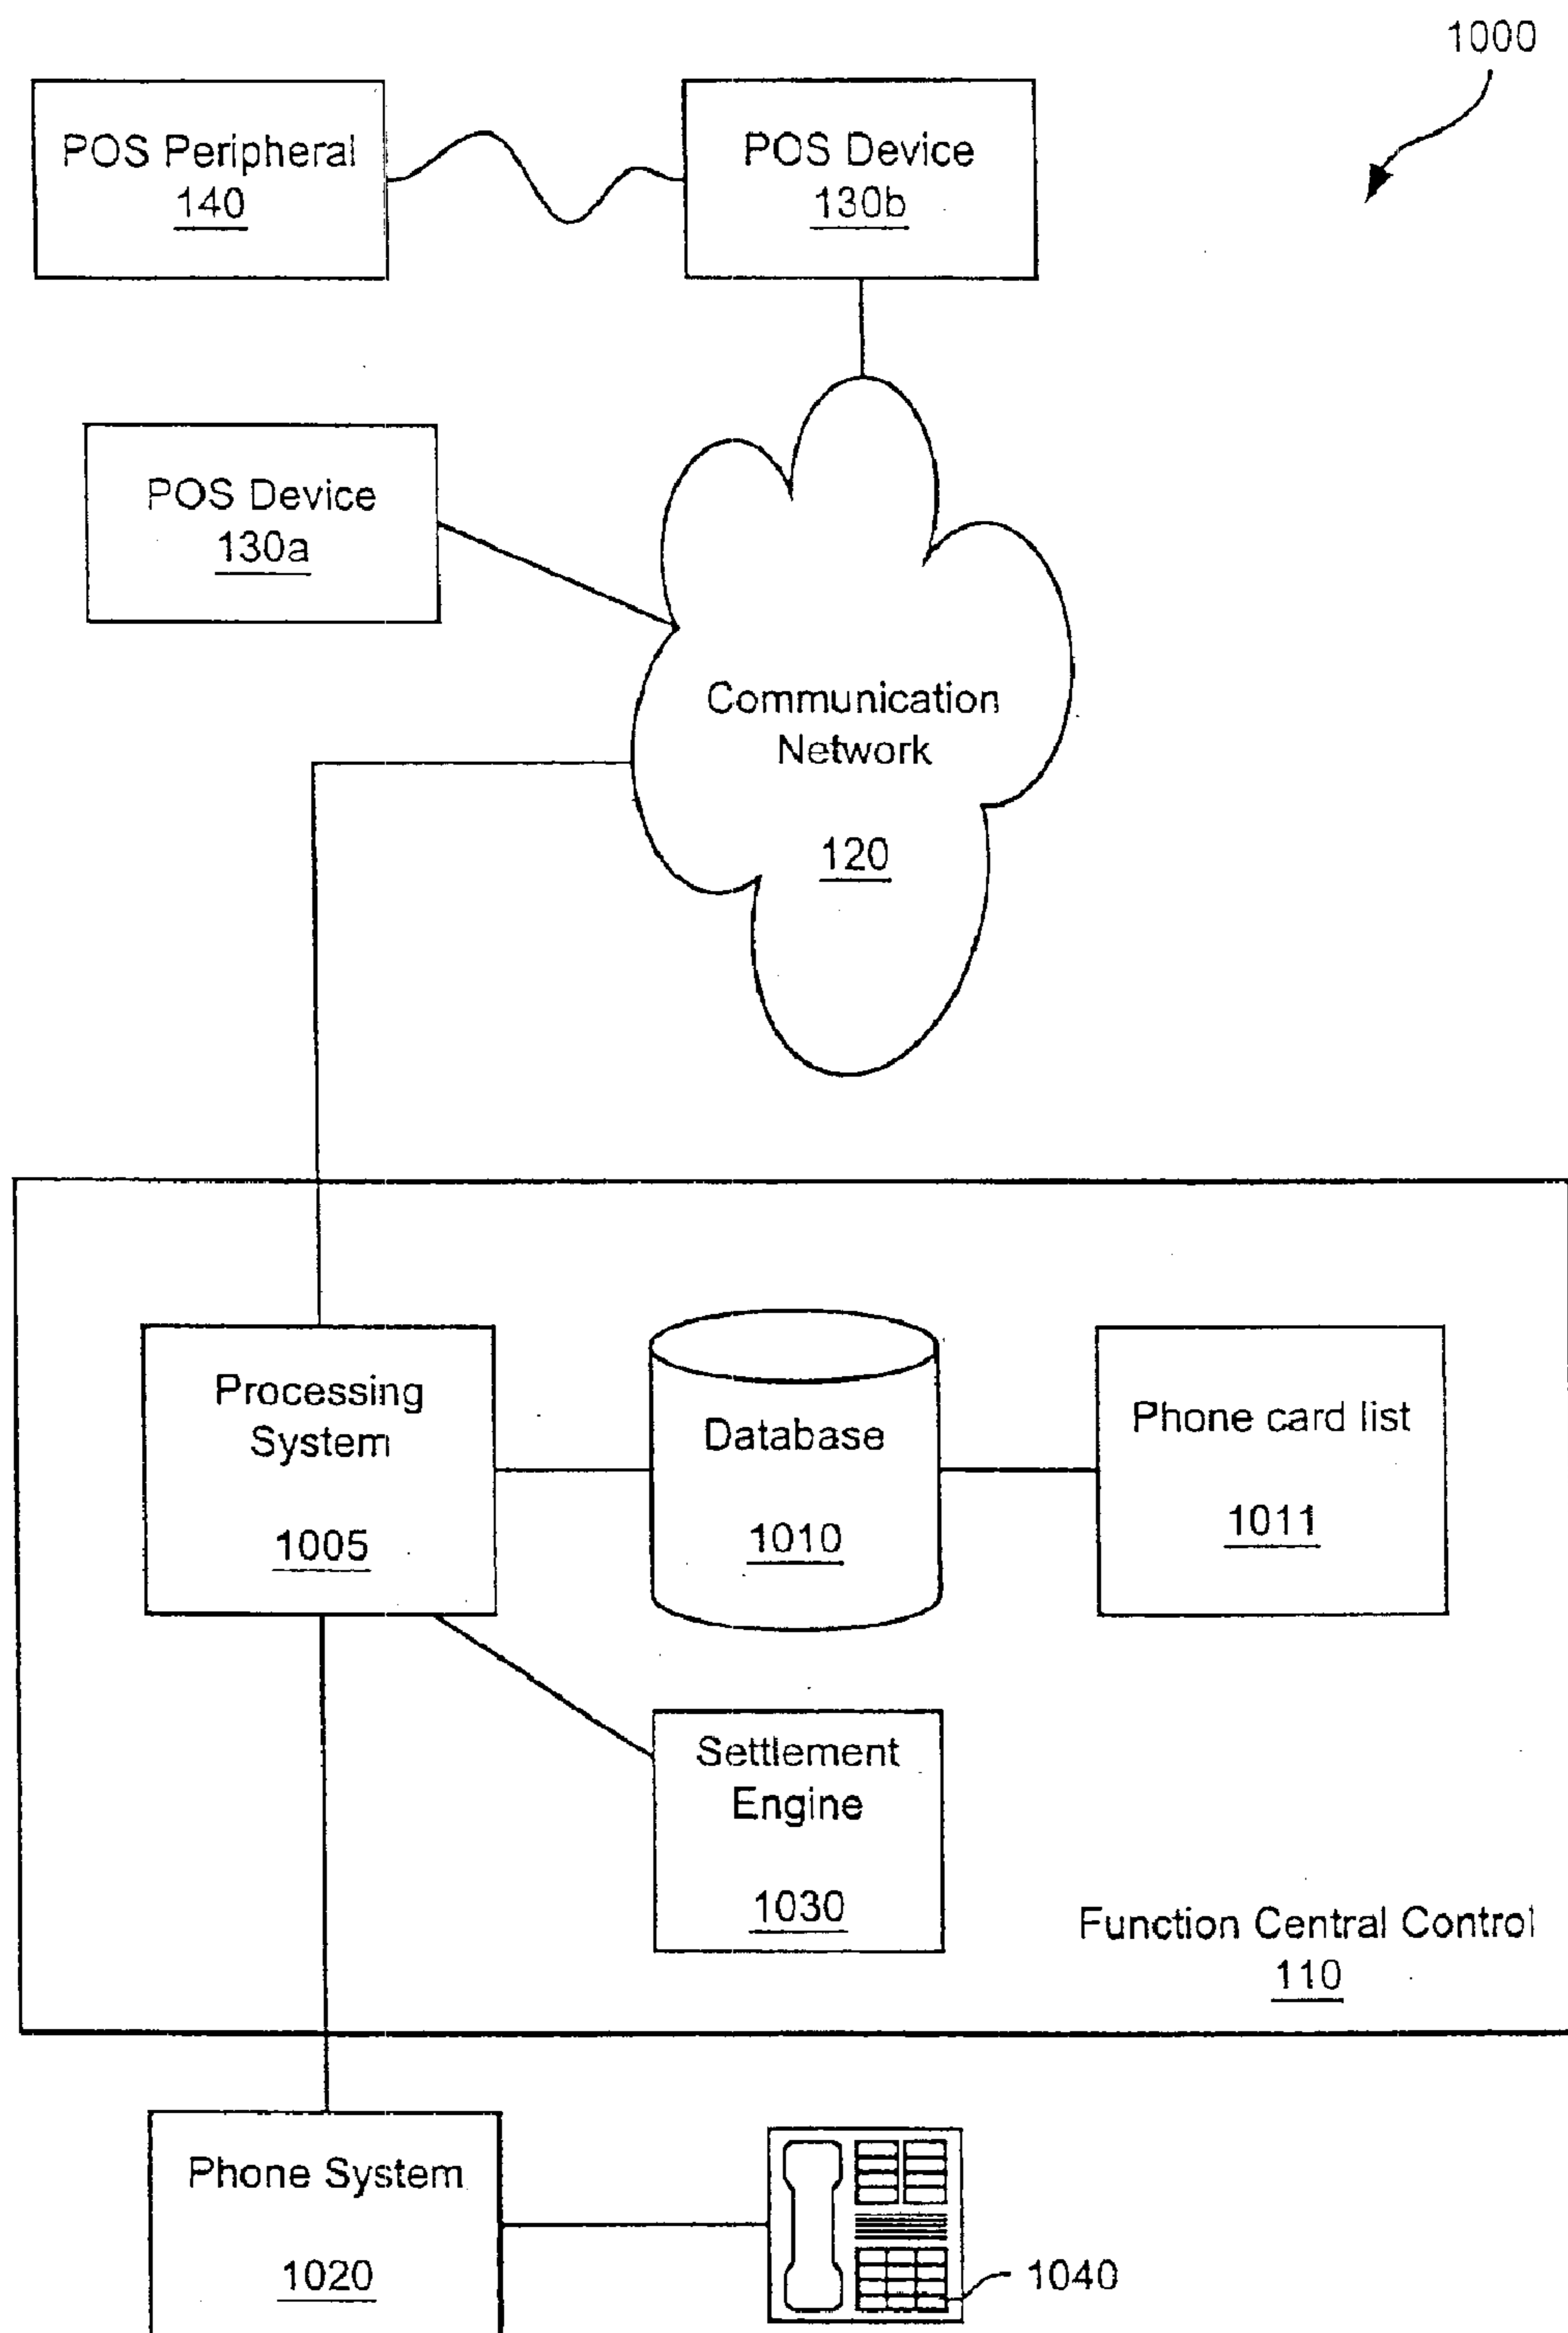 1000
POS Peripheral
140
POS Device
130b
POS Device
130a
Communication
Network
120
Processing
System
1005
Database
1010
Phone card list
1011
Settlement
Engine
1030
Function Central Control
110
Phone System
1020
1040